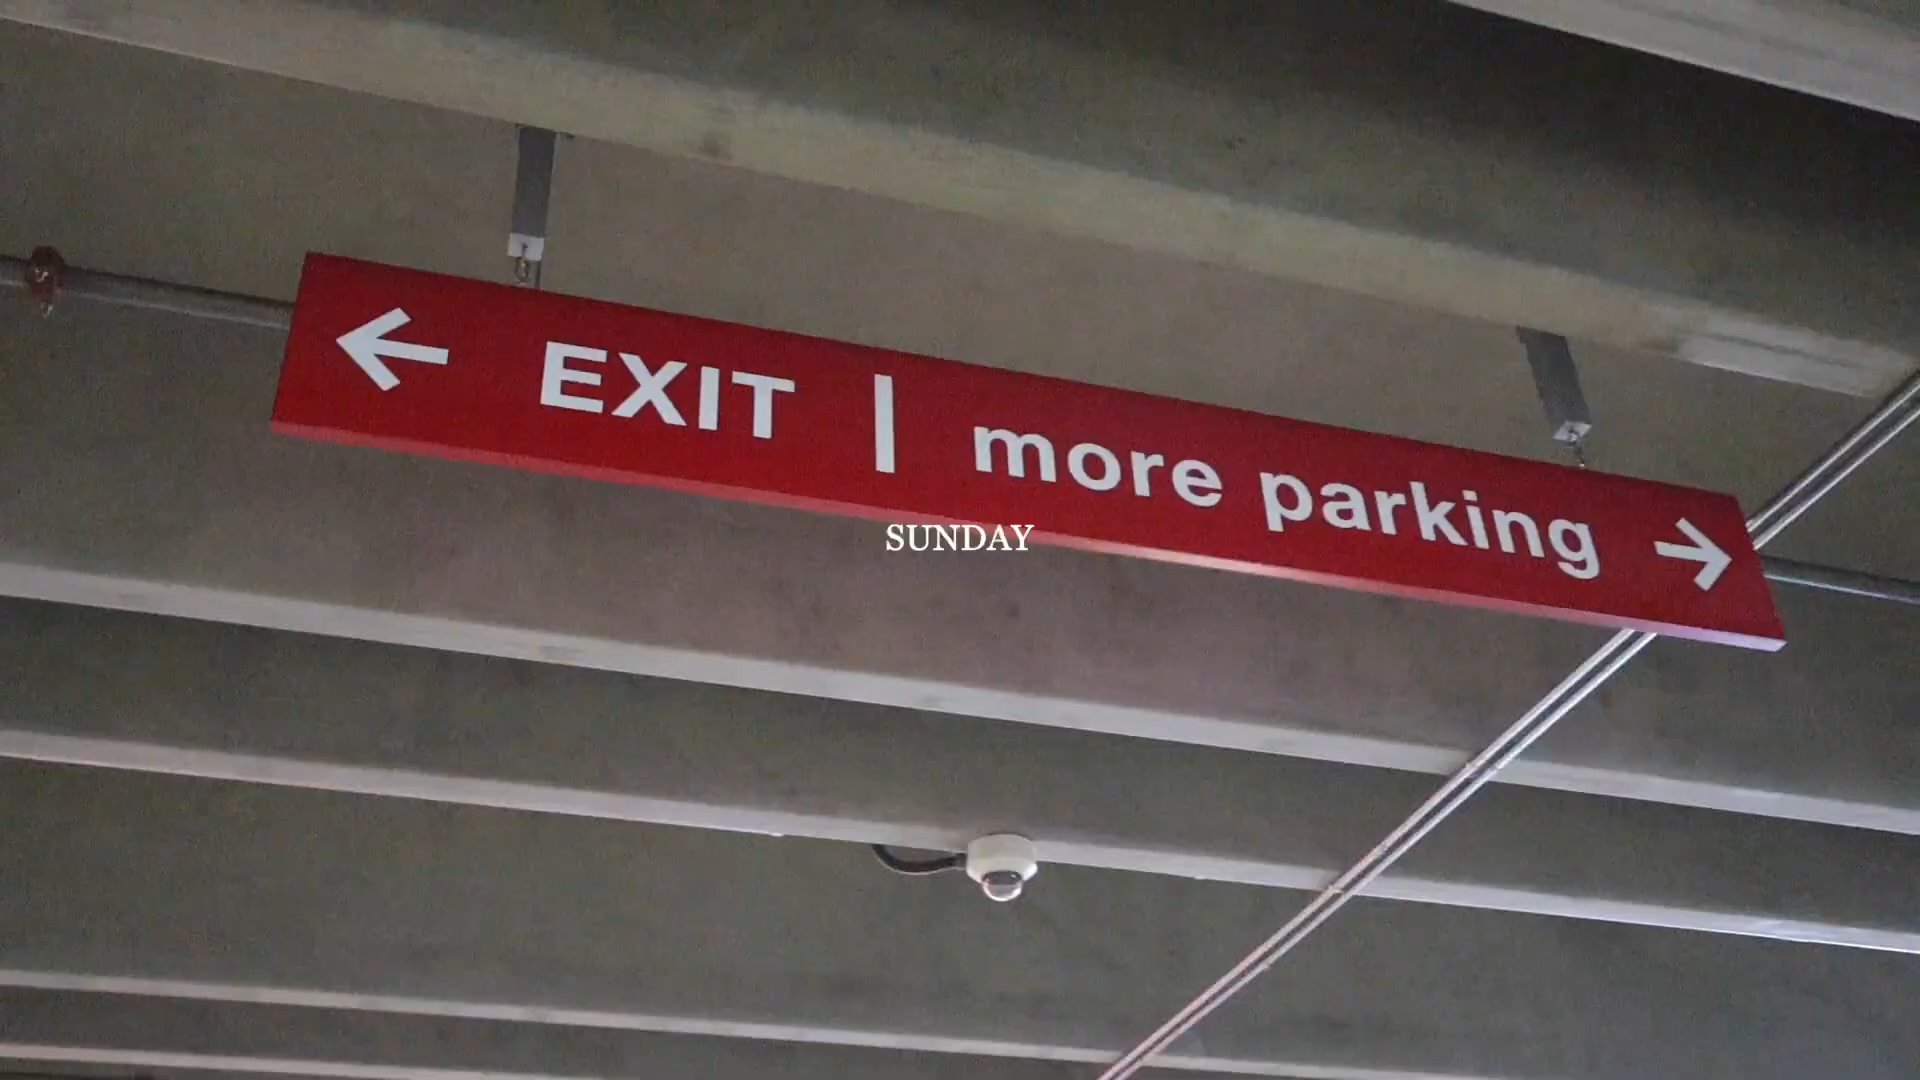 ← EXIT | more parking →
SUNDAY